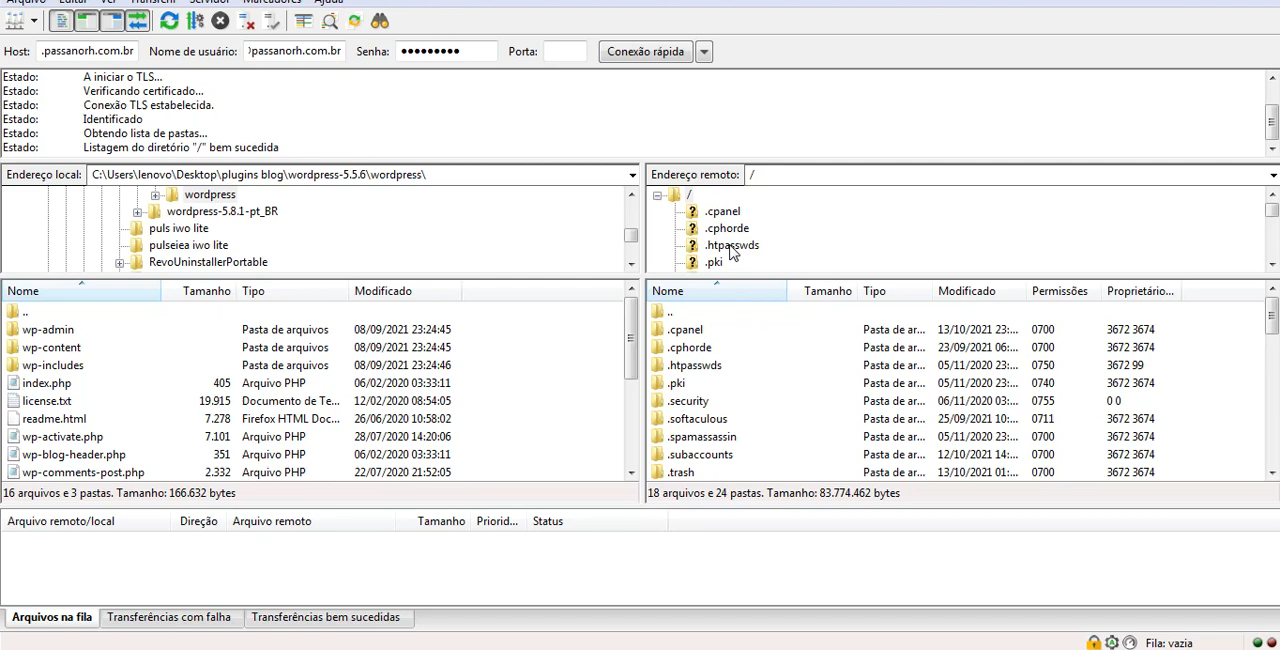 Arquivo Editar Ver Transferir Servidor Marcadores Ajuda
Host: .passanorh.com.br Nome de usuário: passanorh.com.br Senha: ●●●●●●●●● Porta: Conexão rápida
Estado: A iniciar o TLS...
Estado: Verificando certificado...
Estado: Conexão TLS estabelecida.
Estado: Identificado
Estado: Obtendo lista de pastas...
Estado: Listagem do diretório "/" bem sucedida
Endereço local: C:\Users\lenovo\Desktop\plugins blog\wordpress-5.5.6\wordpress\
wordpress
wordpress-5.8.1-pt_BR
puls iwo lite
pulseiea iwo lite
RevoUninstallerPortable
Nome Tamanho Tipo Modificado
..
wp-admin Pasta de arquivos 08/09/2021 23:24:45
wp-content Pasta de arquivos 08/09/2021 23:24:45
wp-includes Pasta de arquivos 08/09/2021 23:24:46
index.php 405 Arquivo PHP 06/02/2020 03:33:11
license.txt 19.915 Documento de Te... 12/02/2020 08:54:05
readme.html 7.278 Firefox HTML Doc... 26/06/2020 10:58:02
wp-activate.php 7.101 Arquivo PHP 28/07/2020 14:20:06
wp-blog-header.php 351 Arquivo PHP 06/02/2020 03:33:11
wp-comments-post.php 2.332 Arquivo PHP 22/07/2020 21:52:05
16 arquivos e 3 pastas. Tamanho: 166.632 bytes
Endereço remoto: /
/
.cpanel
.cphorde
.htpasswds
.pki
Nome Tamanho Tipo Modificado Permissões Proprietário...
..
.cpanel Pasta de ar... 13/10/2021 23:... 0700 3672 3674
.cphorde Pasta de ar... 23/09/2021 06:... 0700 3672 3674
.htpasswds Pasta de ar... 05/11/2020 23:... 0750 3672 99
.pki Pasta de ar... 05/11/2020 23:... 0740 3672 3674
.security Pasta de ar... 06/11/2020 03:... 0755 0 0
.softaculous Pasta de ar... 25/09/2021 10:... 0711 3672 3674
.spamassassin Pasta de ar... 05/11/2020 23:... 0700 3672 3674
.subaccounts Pasta de ar... 12/10/2021 14:... 0700 3672 3674
.trash Pasta de ar... 13/10/2021 01:... 0700 3672 3674
18 arquivos e 24 pastas. Tamanho: 83.774.462 bytes
Arquivo remoto/local Direção Arquivo remoto Tamanho Priorid... Status
Arquivos na fila Transferências com falha Transferências bem sucedidas
Fila: vazia